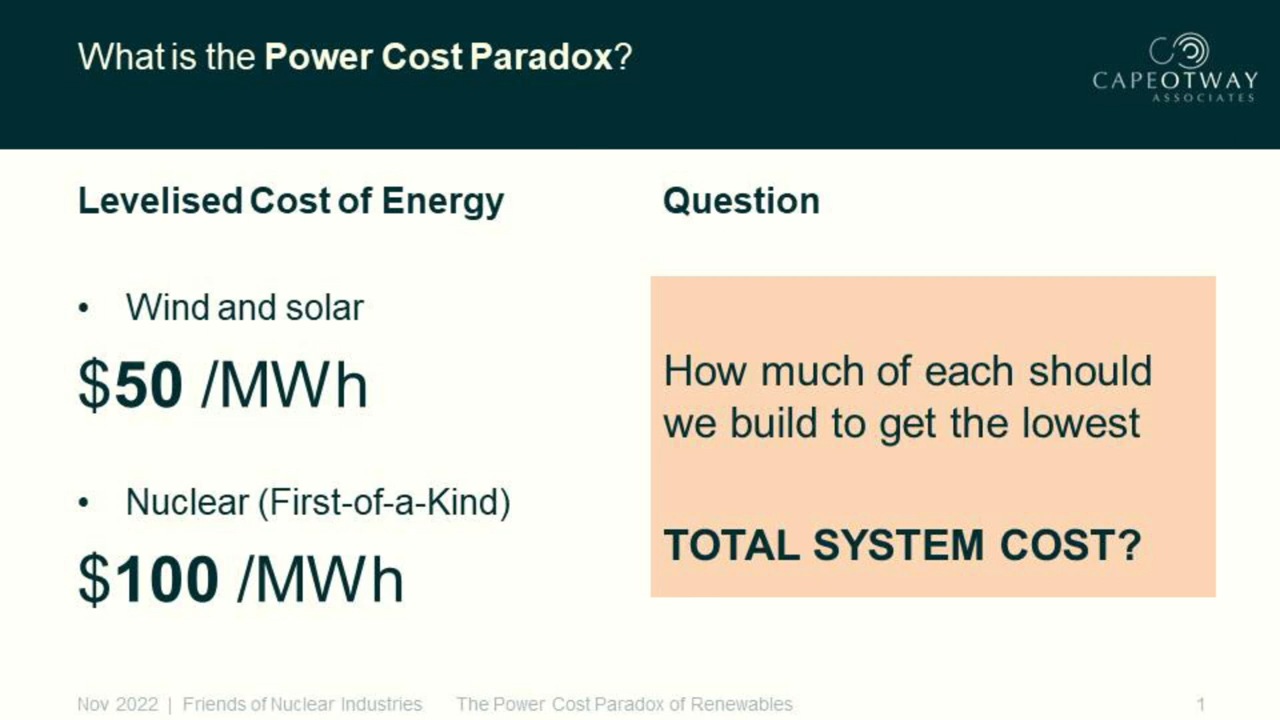 What is the Power Cost Paradox?
CAPEOTWAY
ASSOCIATES
Levelised Cost of Energy
• Wind and solar
$50 /MWh
• Nuclear (First-of-a-Kind)
$100 /MWh
Question
How much of each should
we build to get the lowest
TOTAL SYSTEM COST?
Nov 2022 | Friends of Nuclear Industries The Power Cost Paradox of Renewables 1